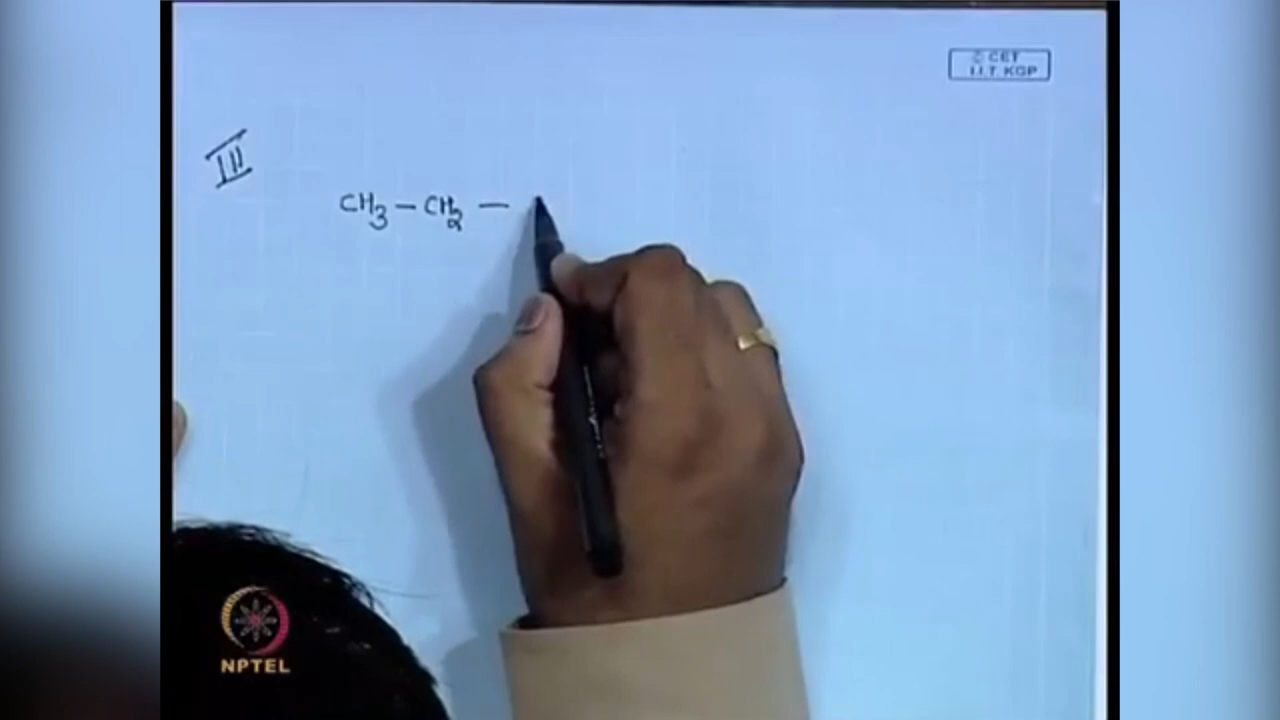 © CET
I.I.T. KGP
III
CH3 – CH2 –
NPTEL